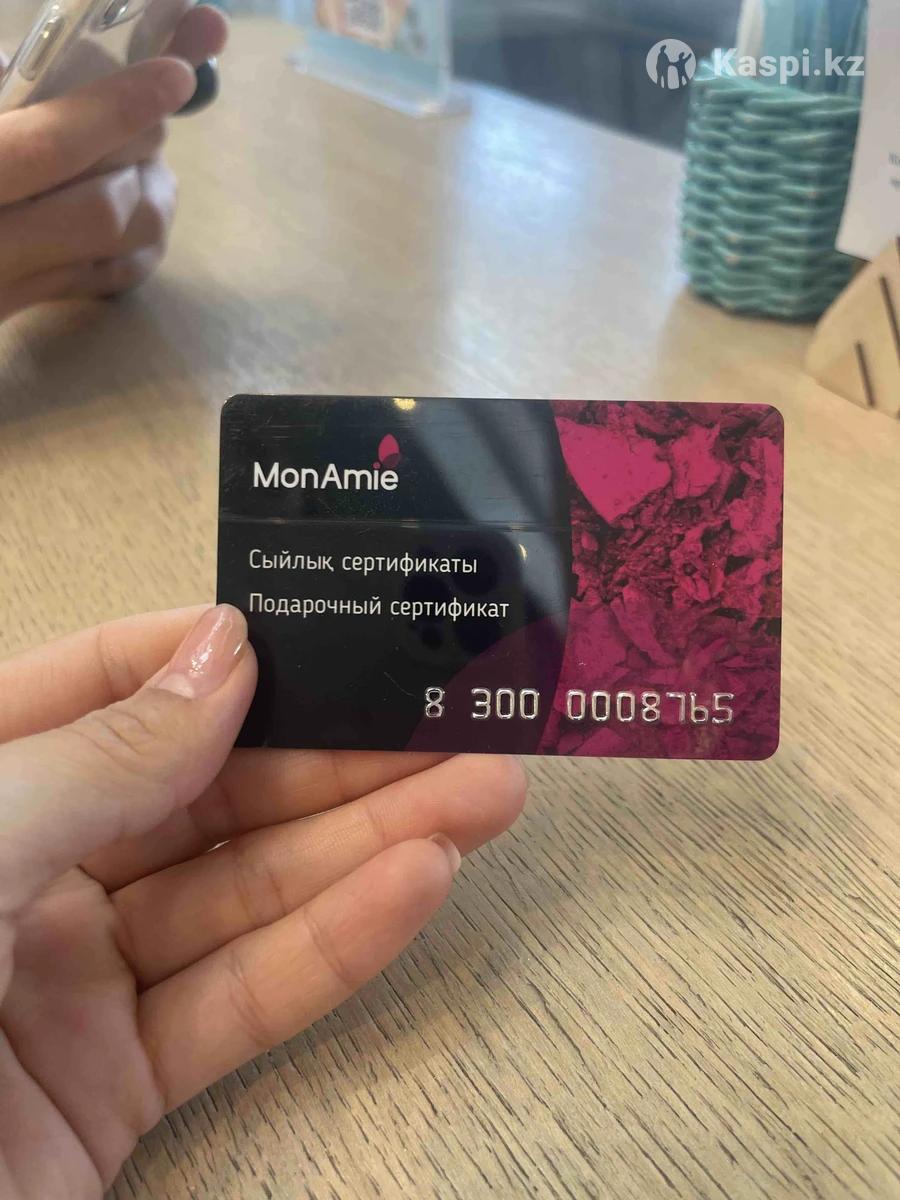 Kaspi.kz
MonAmie
Сыйлық сертификаты
Подарочный сертификат
8 300 0008765